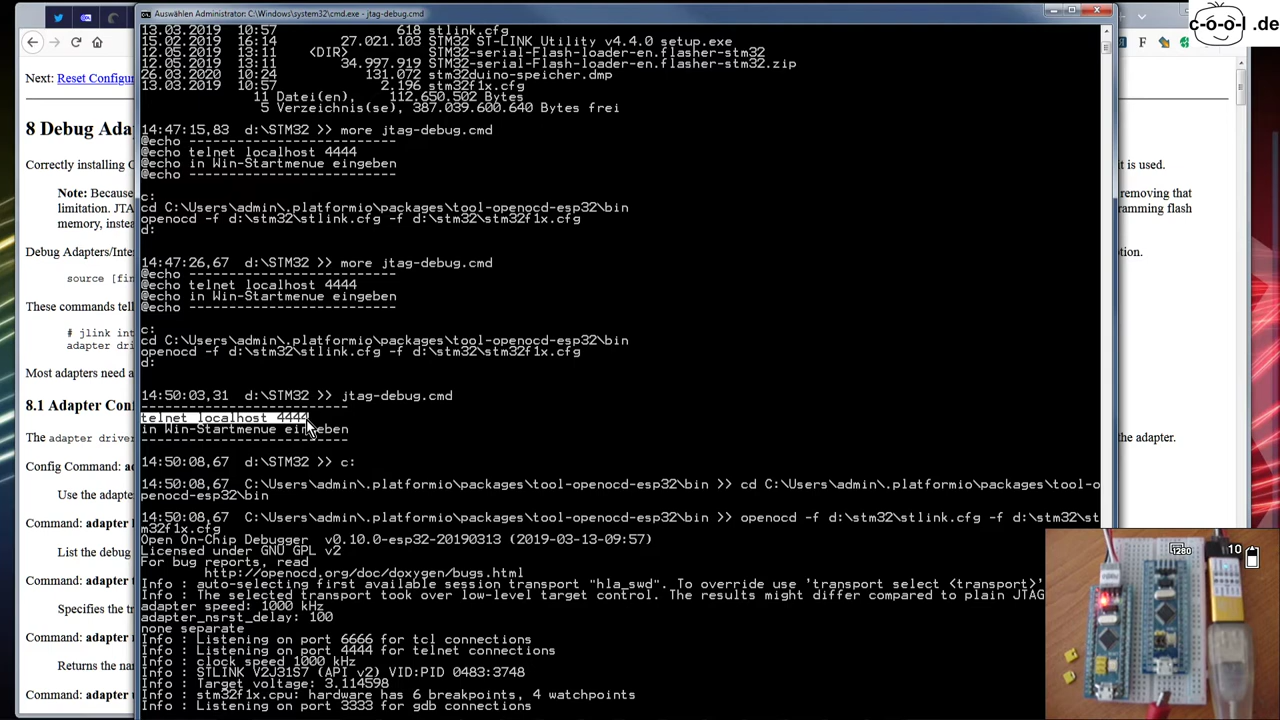 Auswählen Administrator: C:\Windows\system32\cmd.exe - jtag-debug.cmd
c-o-o-l .de
13.03.2019  10:57               618 stlink.cfg
15.02.2019  16:14        27.021.103 STM32 ST-LINK Utility v4.4.0 setup.exe
12.05.2019  13:11    <DIR>          STM32-serial-Flash-loader-en.flasher-stm32
12.05.2019  13:11        34.997.919 STM32-serial-Flash-loader-en.flasher-stm32.zip
26.03.2020  10:24           131.072 stm32duino-speicher.dmp
13.03.2019  10:57             2.196 stm32f1x.cfg
11 Datei(en),    112.650.502 Bytes
5 Verzeichnis(se), 387.039.600.640 Bytes frei
14:47:15,83  d:\STM32 >> more jtag-debug.cmd
@echo --------------------------
@echo telnet localhost 4444
@echo in Win-Startmenue eingeben
@echo --------------------------
c:
cd C:\Users\admin\.platformio\packages\tool-openocd-esp32\bin
openocd -f d:\stm32\stlink.cfg -f d:\stm32\stm32f1x.cfg
d:
14:47:26,67  d:\STM32 >> more jtag-debug.cmd
@echo --------------------------
@echo telnet localhost 4444
@echo in Win-Startmenue eingeben
@echo --------------------------
c:
cd C:\Users\admin\.platformio\packages\tool-openocd-esp32\bin
openocd -f d:\stm32\stlink.cfg -f d:\stm32\stm32f1x.cfg
d:
14:50:03,31  d:\STM32 >> jtag-debug.cmd
--------------------------
telnet localhost 4444
in Win-Startmenue eingeben
--------------------------
14:50:08,67  d:\STM32 >> c:
14:50:08,67  C:\Users\admin\.platformio\packages\tool-openocd-esp32\bin >> cd C:\Users\admin\.platformio\packages\tool-o
penocd-esp32\bin
14:50:08,67  C:\Users\admin\.platformio\packages\tool-openocd-esp32\bin >> openocd -f d:\stm32\stlink.cfg -f d:\stm32\st
m32f1x.cfg
Open On-Chip Debugger  v0.10.0-esp32-20190313 (2019-03-13-09:57)
Licensed under GNU GPL v2
For bug reports, read
http://openocd.org/doc/doxygen/bugs.html
Info : auto-selecting first available session transport "hla_swd". To override use 'transport select <transport>'
Info : The selected transport took over low-level target control. The results might differ compared to plain JTAG
adapter speed: 1000 kHz
adapter_nsrst_delay: 100
none separate
Info : Listening on port 6666 for tcl connections
Info : Listening on port 4444 for telnet connections
Info : clock speed 1000 kHz
Info : STLINK V2J31S7 (API v2) VID:PID 0483:3748
Info : Target voltage: 3.114598
Info : stm32f1x.cpu: hardware has 6 breakpoints, 4 watchpoints
Info : Listening on port 3333 for gdb connections
Next: Reset Configu
8 Debug Ada
Correctly installing
it is used.
Note: Because
removing that
limitation. JTA
gramming flash
memory, instea
Debug Adapters/Inte
ption.
source [fin
These commands tell
# jlink int
adapter dri
Most adapters need a
8.1 Adapter Con
The adapter driver
the adapter.
Config Command: a
Use the adapte
Command: adapter
List the debug
Command: adapter
Specifies the tr
Command: adapter
Returns the na
Command: adapter
1280
10